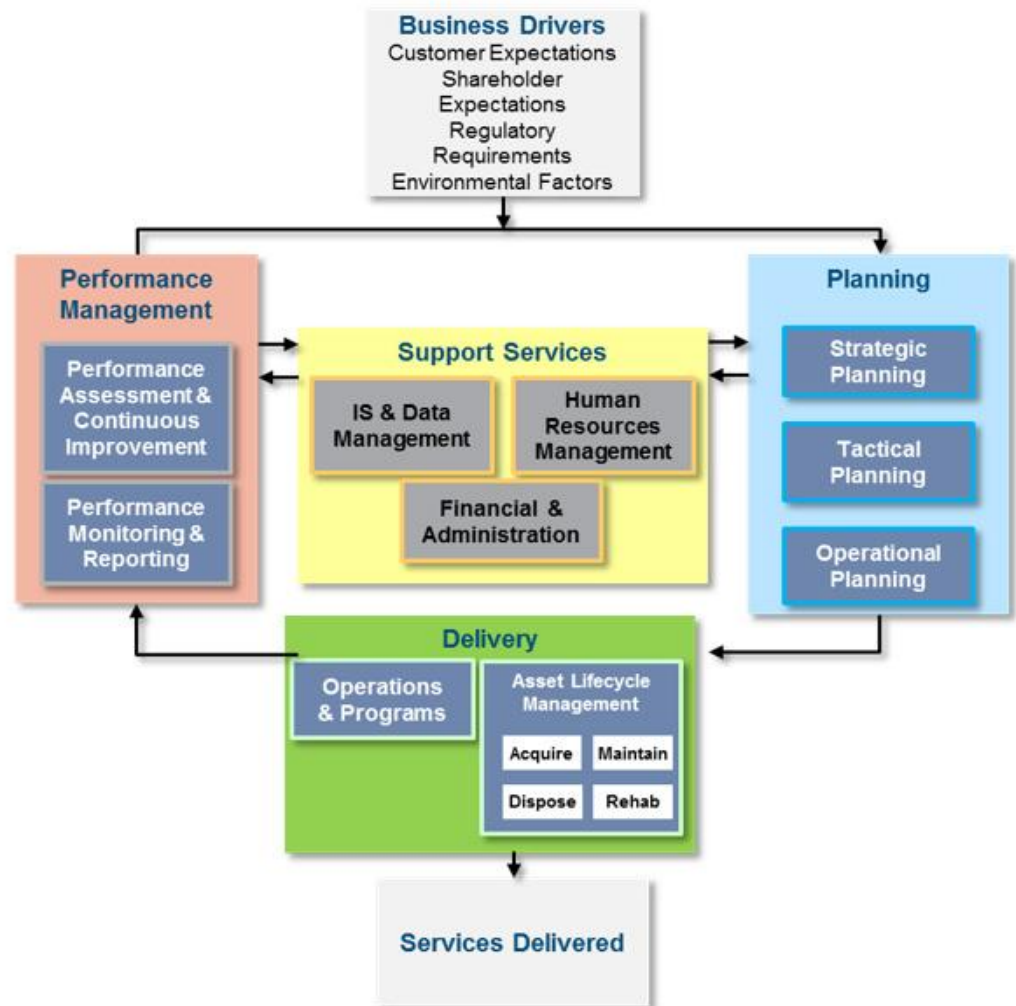 Business Drivers
Customer Expectations
Shareholder
Expectations
Regulatory
Requirements
Environmental Factors
Performance
Management
Performance
Assessment &
Continuous
Improvement
Performance
Monitoring &
Reporting
Support Services
IS & Data
Management
Human
Resources
Management
Financial &
Administration
Planning
Strategic
Planning
Tactical
Planning
Operational
Planning
Delivery
Operations
& Programs
Asset Lifecycle
Management
Acquire
Maintain
Dispose
Rehab
Services Delivered